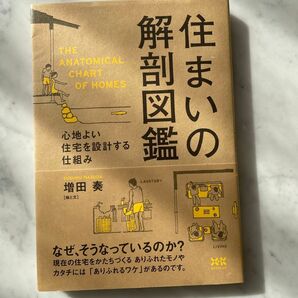 住まいの
解剖図鑑
THE
ANATOMICAL
CHART
OF HOMES
心地よい
住宅を設計する
仕組み
増田 奏
LAVATORY
LIVING
なぜ、そうなっているのか?
現在の住宅をかたちづくる ありふれたモノや
カタチには「ありふれるワケ」があるのです。